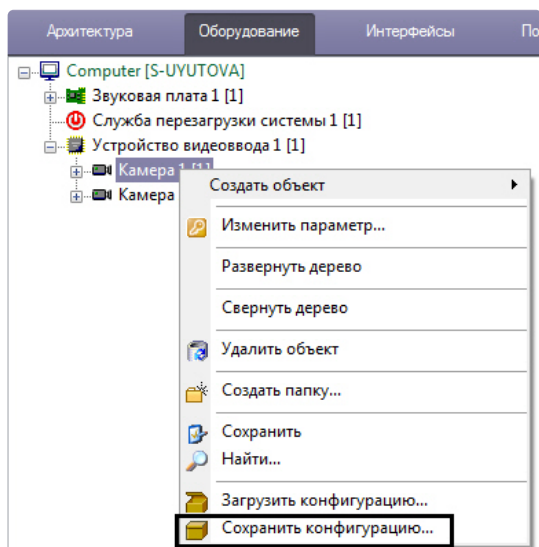 Архитектура Оборудование Интерфейсы
Computer [S-UYUTOVA]
Звуковая плата 1 [1]
Служба перезагрузки системы 1 [1]
Устройство видеоввода 1 [1]
Камера 1 [1]
Камера
Создать объект
Изменить параметр...
Развернуть дерево
Свернуть дерево
Удалить объект
Создать папку...
Сохранить
Найти...
Загрузить конфигурацию...
Сохранить конфигурацию...